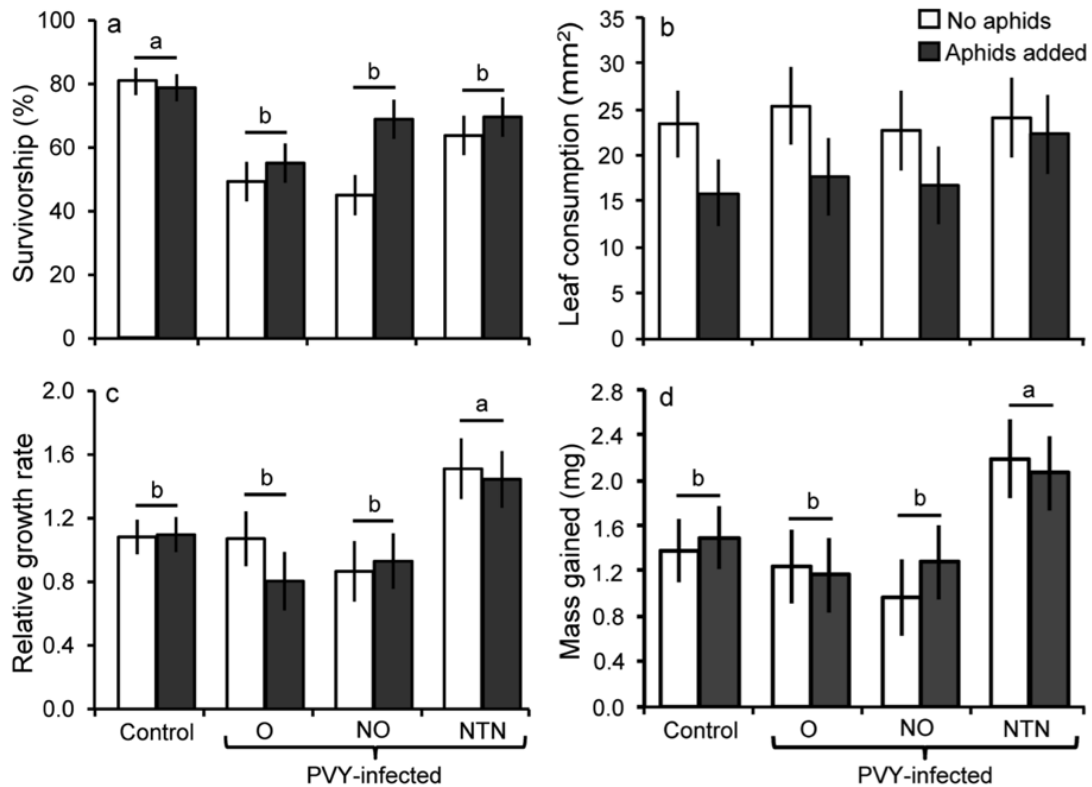 a
Survivorship (%)
100
80
60
40
20
0
a
b
b
b
b
Leaf consumption (mm²)
35
30
25
20
15
10
5
0
No aphids
Aphids added
c
Relative growth rate
2.0
1.6
1.2
0.8
0.4
0.0
b
b
b
a
Control
O
NO
NTN
PVY-infected
d
Mass gained (mg)
2.8
2.4
2.0
1.6
1.2
0.8
0.4
0.0
b
b
b
a
Control
O
NO
NTN
PVY-infected